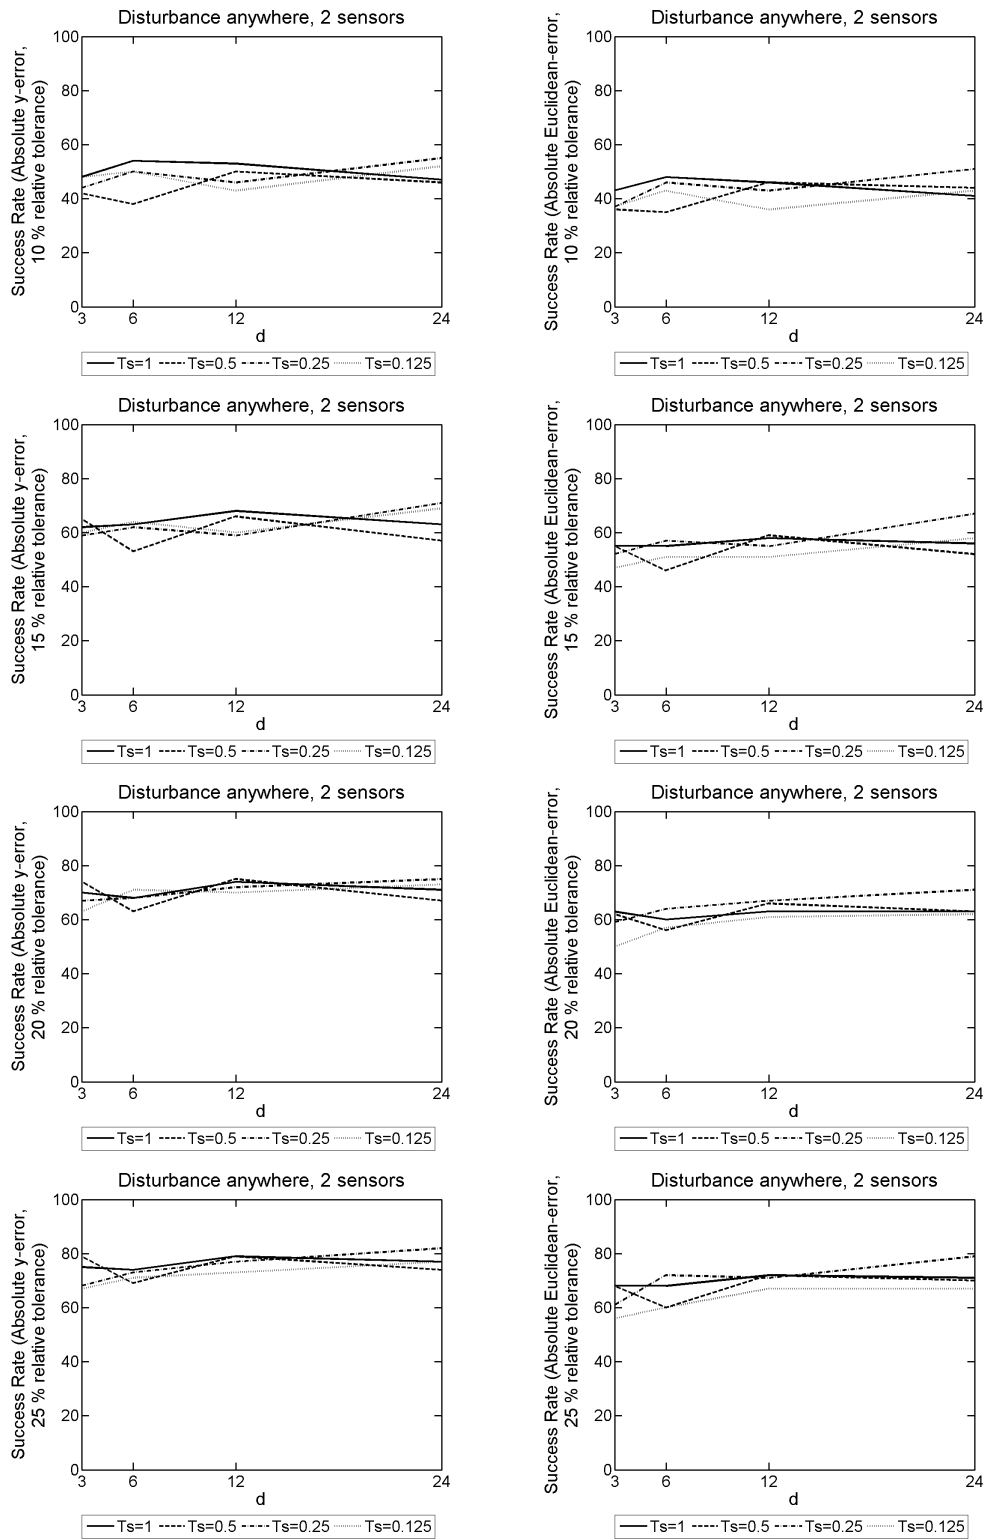 Disturbance anywhere, 2 sensors
Success Rate (Absolute y-error,
10 % relative tolerance)
100
80
60
40
20
0
3 6 12 24
d
Ts=1 Ts=0.5 Ts=0.25 Ts=0.125
Disturbance anywhere, 2 sensors
Success Rate (Absolute Euclidean-error,
10 % relative tolerance)
100
80
60
40
20
0
3 6 12 24
d
Ts=1 Ts=0.5 Ts=0.25 Ts=0.125
Disturbance anywhere, 2 sensors
Success Rate (Absolute y-error,
15 % relative tolerance)
100
80
60
40
20
0
3 6 12 24
d
Ts=1 Ts=0.5 Ts=0.25 Ts=0.125
Disturbance anywhere, 2 sensors
Success Rate (Absolute Euclidean-error,
15 % relative tolerance)
100
80
60
40
20
0
3 6 12 24
d
Ts=1 Ts=0.5 Ts=0.25 Ts=0.125
Disturbance anywhere, 2 sensors
Success Rate (Absolute y-error,
20 % relative tolerance)
100
80
60
40
20
0
3 6 12 24
d
Ts=1 Ts=0.5 Ts=0.25 Ts=0.125
Disturbance anywhere, 2 sensors
Success Rate (Absolute Euclidean-error,
20 % relative tolerance)
100
80
60
40
20
0
3 6 12 24
d
Ts=1 Ts=0.5 Ts=0.25 Ts=0.125
Disturbance anywhere, 2 sensors
Success Rate (Absolute y-error,
25 % relative tolerance)
100
80
60
40
20
0
3 6 12 24
d
Ts=1 Ts=0.5 Ts=0.25 Ts=0.125
Disturbance anywhere, 2 sensors
Success Rate (Absolute Euclidean-error,
25 % relative tolerance)
100
80
60
40
20
0
3 6 12 24
d
Ts=1 Ts=0.5 Ts=0.25 Ts=0.125